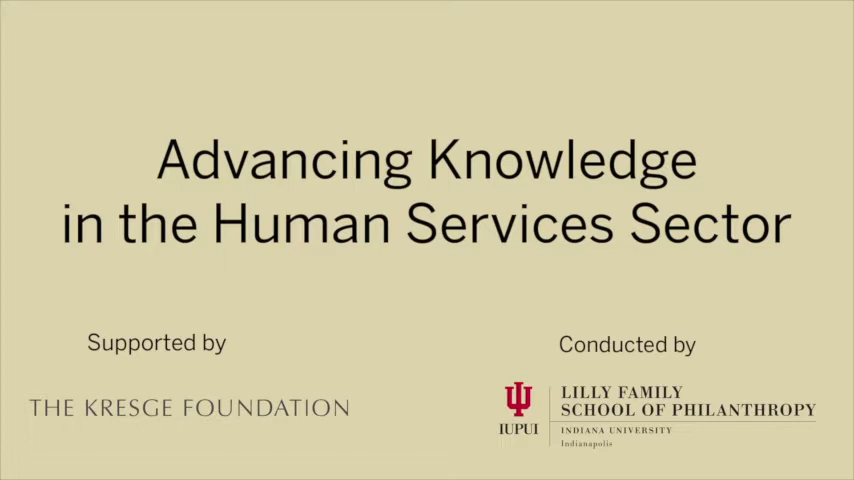 Advancing Knowledge
in the Human Services Sector
Supported by
THE KRESGE FOUNDATION
Conducted by
IUPUI
LILLY FAMILY
SCHOOL OF PHILANTHROPY
INDIANA UNIVERSITY
Indianapolis